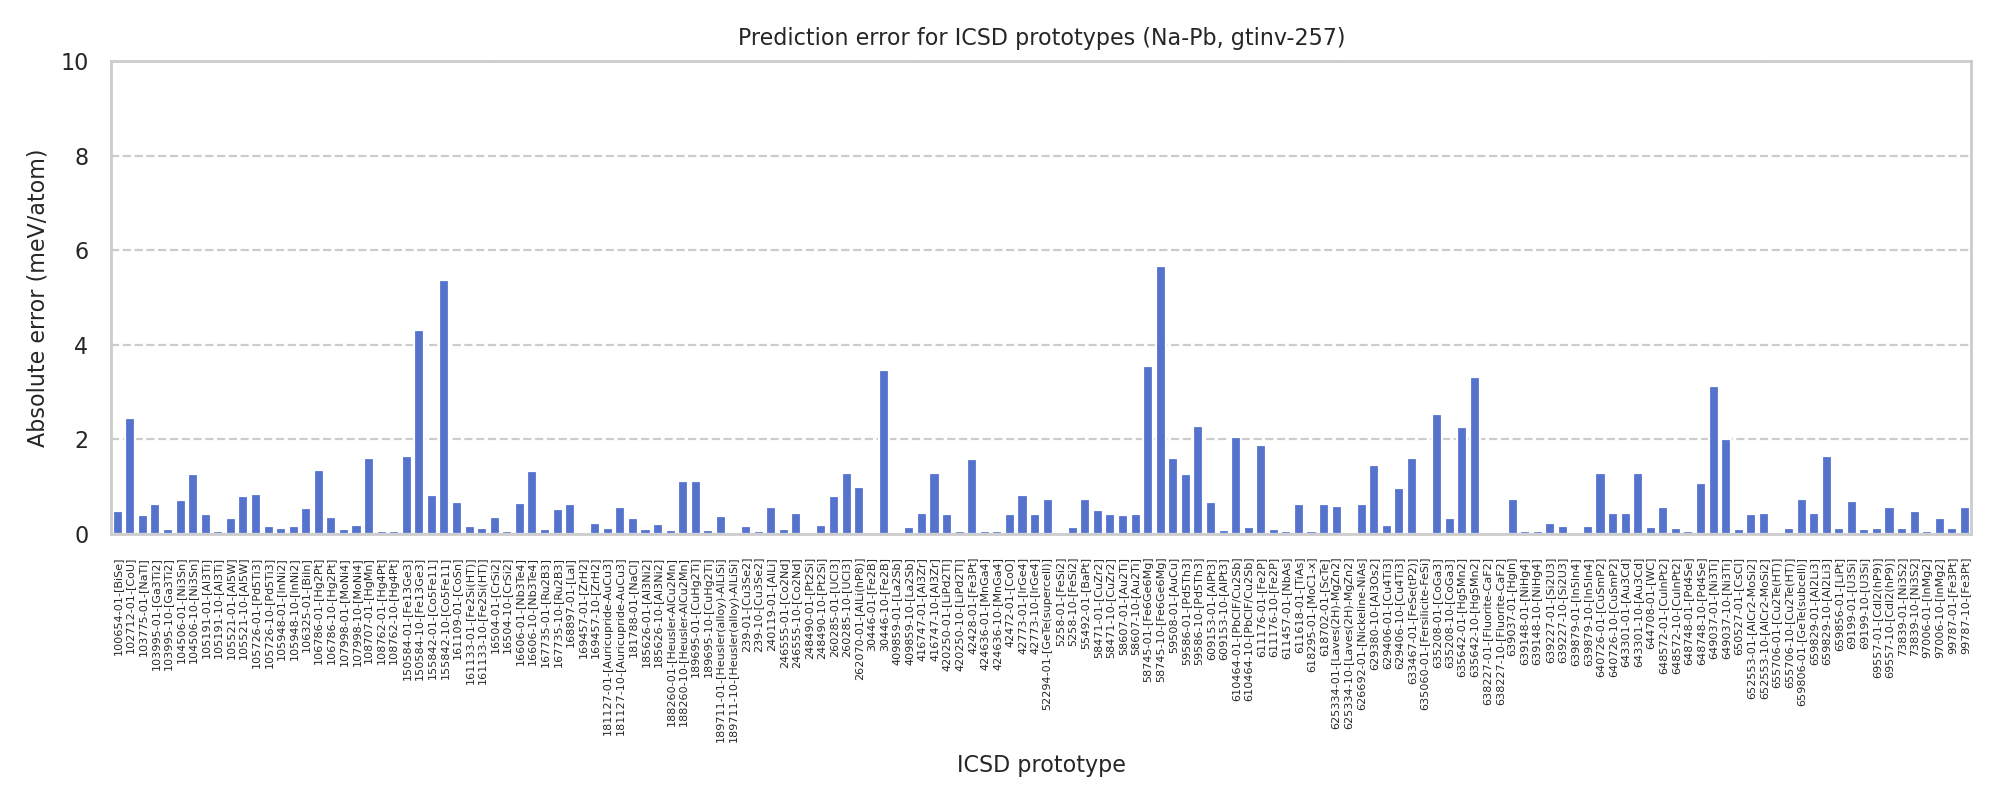 Prediction error for ICSD prototypes (Na-Pb, gtinv-257)
Absolute error (meV/atom)
10
8
6
4
2
0
100654-01-[BiSe]
102712-01-[CoU]
103775-01-[NaTl]
103995-01-[Ga3Ti2]
103995-10-[Ga3Ti2]
104506-01-[Ni3Sn]
104506-10-[Ni3Sn]
105191-01-[Al3Ti]
105191-10-[Al3Ti]
105521-01-[Al5W]
105521-10-[Al5W]
105726-01-[Pd5Ti3]
105726-10-[Pd5Ti3]
105948-01-[InNi2]
105948-10-[InNi2]
106325-01-[BiIn]
106786-01-[Hg2Pt]
106786-10-[Hg2Pt]
107998-01-[MoNi4]
107998-10-[MoNi4]
108707-01-[HgMn]
108762-01-[Hg4Pt]
108762-10-[Hg4Pt]
150584-01-[Fe13Ge3]
150584-10-[Fe13Ge3]
155842-01-[Co5Fe11]
155842-10-[Co5Fe11]
161109-01-[CoSn]
161133-01-[Fe2Si(HT)]
161133-10-[Fe2Si(HT)]
16504-01-[CrSi2]
16504-10-[CrSi2]
16606-01-[Nb3Te4]
16606-10-[Nb3Te4]
167735-01-[Ru2B3]
167735-10-[Ru2B3]
168897-01-[LaI]
169457-01-[ZrH2]
169457-10-[ZrH2]
181127-01-[Auricupride-AuCu3]
181127-10-[Auricupride-AuCu3]
181788-01-[NaCl]
185626-01-[Al3Ni2]
185626-10-[Al3Ni2]
188260-01-[Heusler-AlCu2Mn]
188260-10-[Heusler-AlCu2Mn]
189695-01-[CuHg2Ti]
189695-10-[CuHg2Ti]
189711-01-[Heusler(alloy)-AlLiSi]
189711-10-[Heusler(alloy)-AlLiSi]
239-01-[Cu3Se2]
239-10-[Cu3Se2]
240119-01-[AlLi]
246555-01-[Co2Nd]
246555-10-[Co2Nd]
248490-01-[Pt2Si]
248490-10-[Pt2Si]
260285-01-[UCl3]
260285-10-[UCl3]
262070-01-[AlLi(hP8)]
30446-01-[Fe2B]
30446-10-[Fe2B]
409859-01-[La2Sb]
409859-10-[La2Sb]
416747-01-[Al3Zr]
416747-10-[Al3Zr]
420250-01-[LiPd2Tl]
420250-10-[LiPd2Tl]
42428-01-[Fe3Pt]
424636-01-[MnGa4]
424636-10-[MnGa4]
42472-01-[CoO]
42773-01-[IrGe4]
42773-10-[IrGe4]
52294-01-[GeTe(supercell)]
5258-01-[FeSi2]
5258-10-[FeSi2]
55492-01-[BaPt]
58471-01-[CuZr2]
58471-10-[CuZr2]
58607-01-[Au2Ti]
58607-10-[Au2Ti]
58745-01-[Fe6Ge6Mg]
58745-10-[Fe6Ge6Mg]
59508-01-[AuCu]
59586-01-[Pd5Th3]
59586-10-[Pd5Th3]
609153-01-[AlPt3]
609153-10-[AlPt3]
610464-01-[PbClF/Cu2Sb]
610464-10-[PbClF/Cu2Sb]
611176-01-[Fe2P]
611176-10-[Fe2P]
611457-01-[NbAs]
611618-01-[TiAs]
618295-01-[MoC1-x]
618702-01-[ScTe]
625334-01-[Laves(2H)-MgZn2]
625334-10-[Laves(2H)-MgZn2]
626692-01-[Nickeline-NiAs]
629380-10-[Al3Os2]
629406-01-[Cu4Ti3]
629406-10-[Cu4Ti3]
633467-01-[FeSe(tP2)]
635060-01-[Fersilicite-FeSi]
635208-01-[CoGa3]
635208-10-[CoGa3]
635642-01-[Hg5Mn2]
635642-10-[Hg5Mn2]
638227-01-[Fluorite-CaF2]
638227-10-[Fluorite-CaF2]
639037-01-[HgIn]
639148-01-[NiHg4]
639148-10-[NiHg4]
639227-01-[Si2U3]
639227-10-[Si2U3]
639879-01-[In5In4]
639879-10-[In5In4]
640726-01-[CuSmP2]
640726-10-[CuSmP2]
643301-01-[Au3Cd]
643301-10-[Au3Cd]
644708-01-[WC]
648572-01-[CuInPt2]
648572-10-[CuInPt2]
648748-01-[Pd4Se]
648748-10-[Pd4Se]
649037-01-[Ni3Ti]
649037-10-[Ni3Ti]
650527-01-[CsCl]
652553-01-[AlCr2-MoSi2]
652553-10-[AlCr2-MoSi2]
655706-01-[Cu2Te(HT)]
655706-10-[Cu2Te(HT)]
659806-01-[GeTe(subcell)]
659829-01-[Al2Li3]
659829-10-[Al2Li3]
659856-01-[LiPt]
69199-01-[U3Si]
69199-10-[U3Si]
69557-01-[CdI2(hP9)]
69557-10-[CdI2(hP9)]
73839-01-[Ni3S2]
73839-10-[Ni3S2]
97006-01-[InMg2]
97006-10-[InMg2]
99787-01-[Fe3Pt]
99787-10-[Fe3Pt]
ICSD prototype